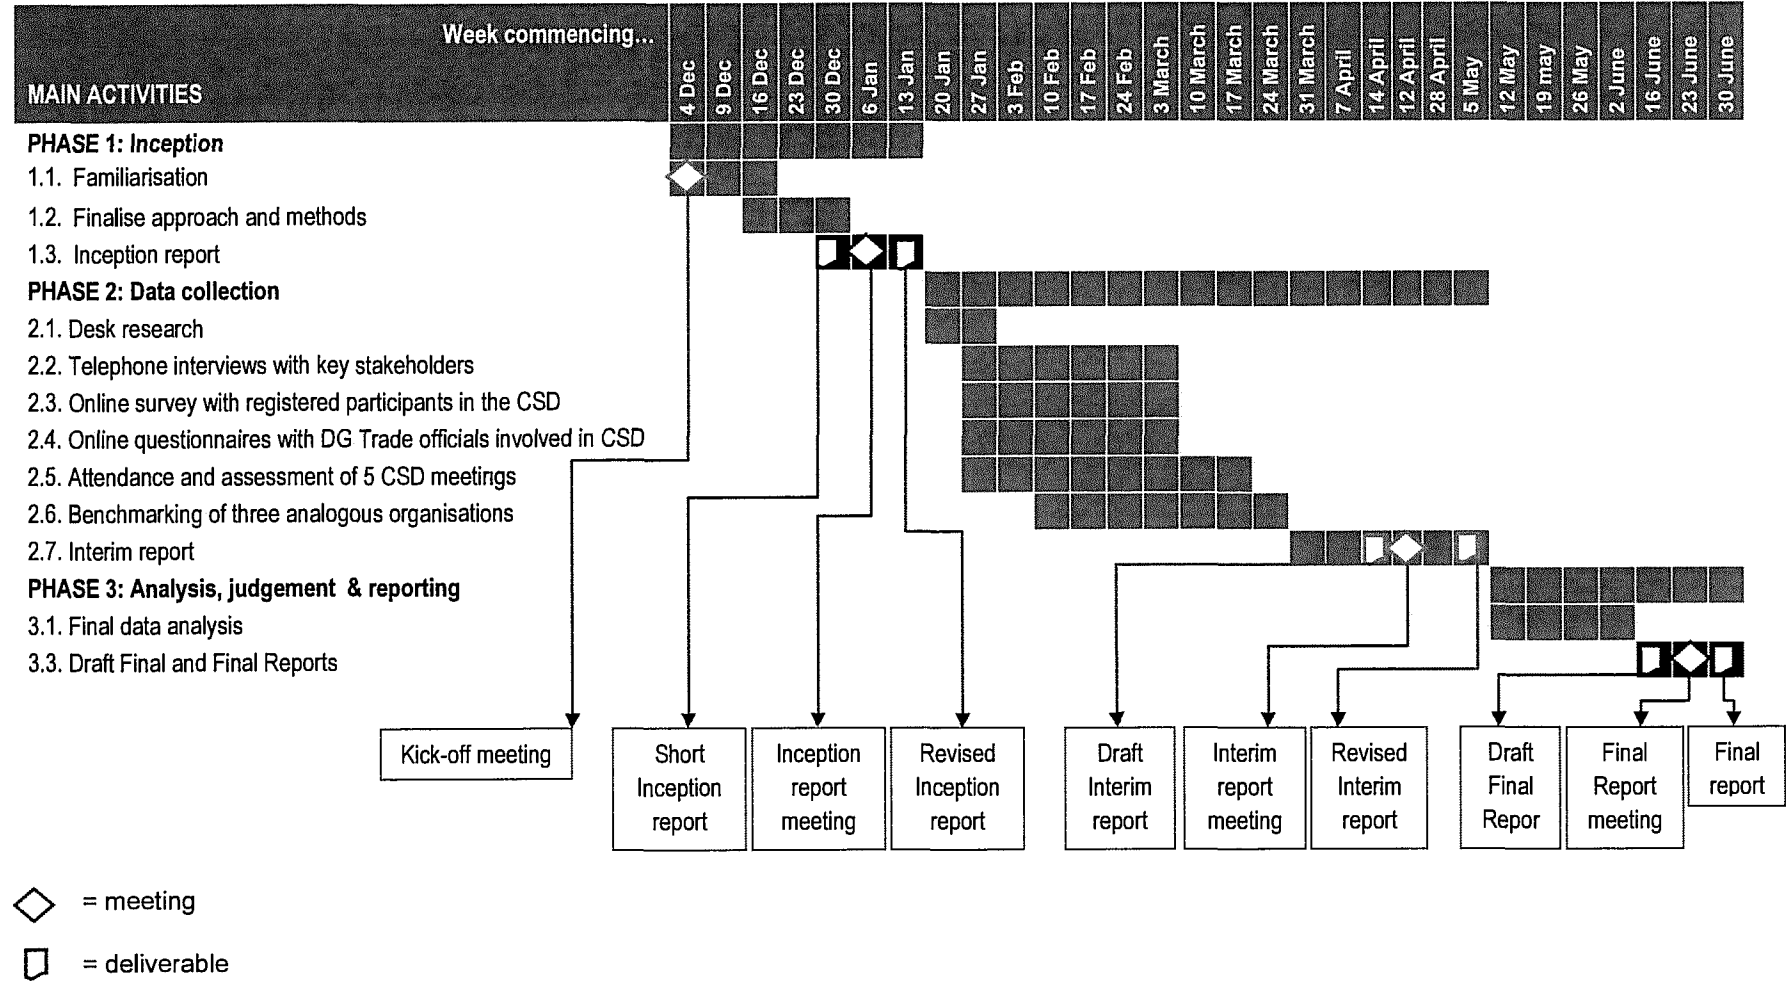 Week commencing...
MAIN ACTIVITIES
4 Dec
9 Dec
16 Dec
23 Dec
30 Dec
6 Jan
13 Jan
20 Jan
27 Jan
3 Feb
10 Feb
17 Feb
24 Feb
3 March
10 March
17 March
24 March
31 March
7 April
14 April
12 April
28 April
5 May
12 May
19 may
26 May
2 June
16 June
23 June
30 June
PHASE 1: Inception
1.1. Familiarisation
1.2. Finalise approach and methods
1.3. Inception report
PHASE 2: Data collection
2.1. Desk research
2.2. Telephone interviews with key stakeholders
2.3. Online survey with registered participants in the CSD
2.4. Online questionnaires with DG Trade officials involved in CSD
2.5. Attendance and assessment of 5 CSD meetings
2.6. Benchmarking of three analogous organisations
2.7. Interim report
PHASE 3: Analysis, judgement & reporting
3.1. Final data analysis
3.3. Draft Final and Final Reports
Kick-off meeting
Short
Inception
report
Inception
report
meeting
Revised
Inception
report
Draft
Interim
report
Interim
report
meeting
Revised
Interim
report
Draft
Final
Repor
Final
Report
meeting
Final
report
= meeting
= deliverable